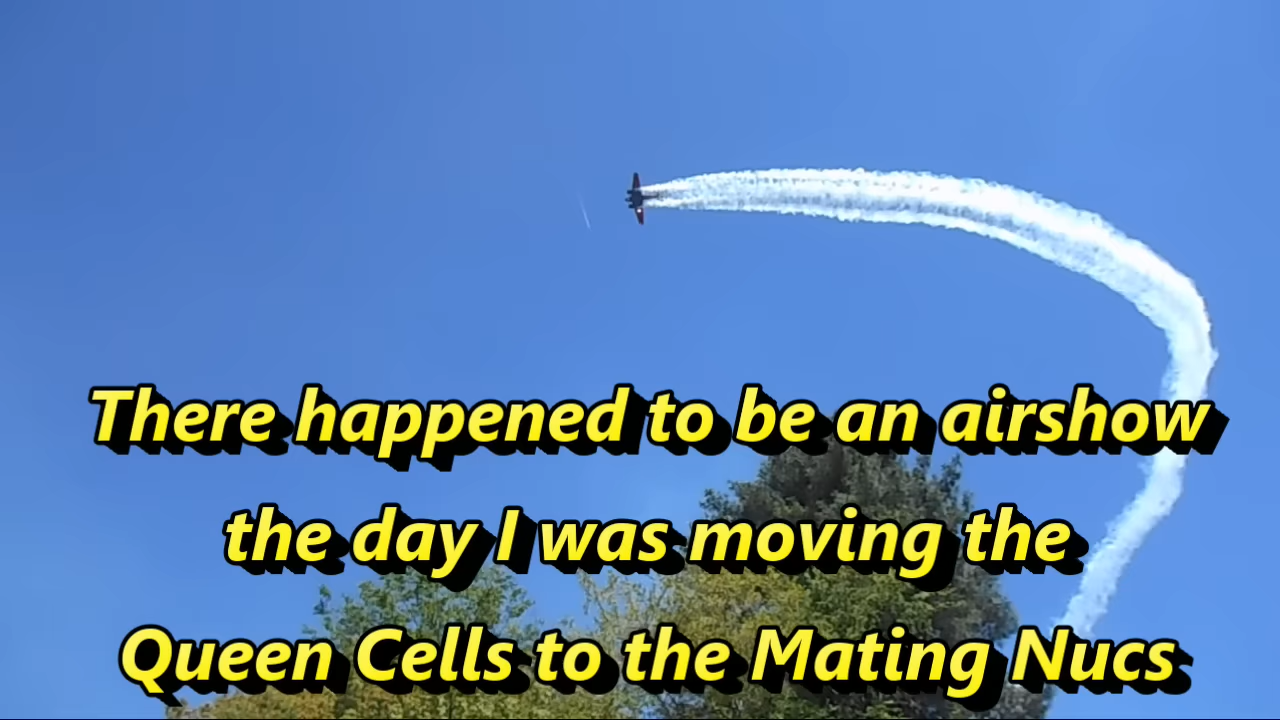 There happened to be an airshow
the day I was moving the
Queen Cells to the Mating Nucs